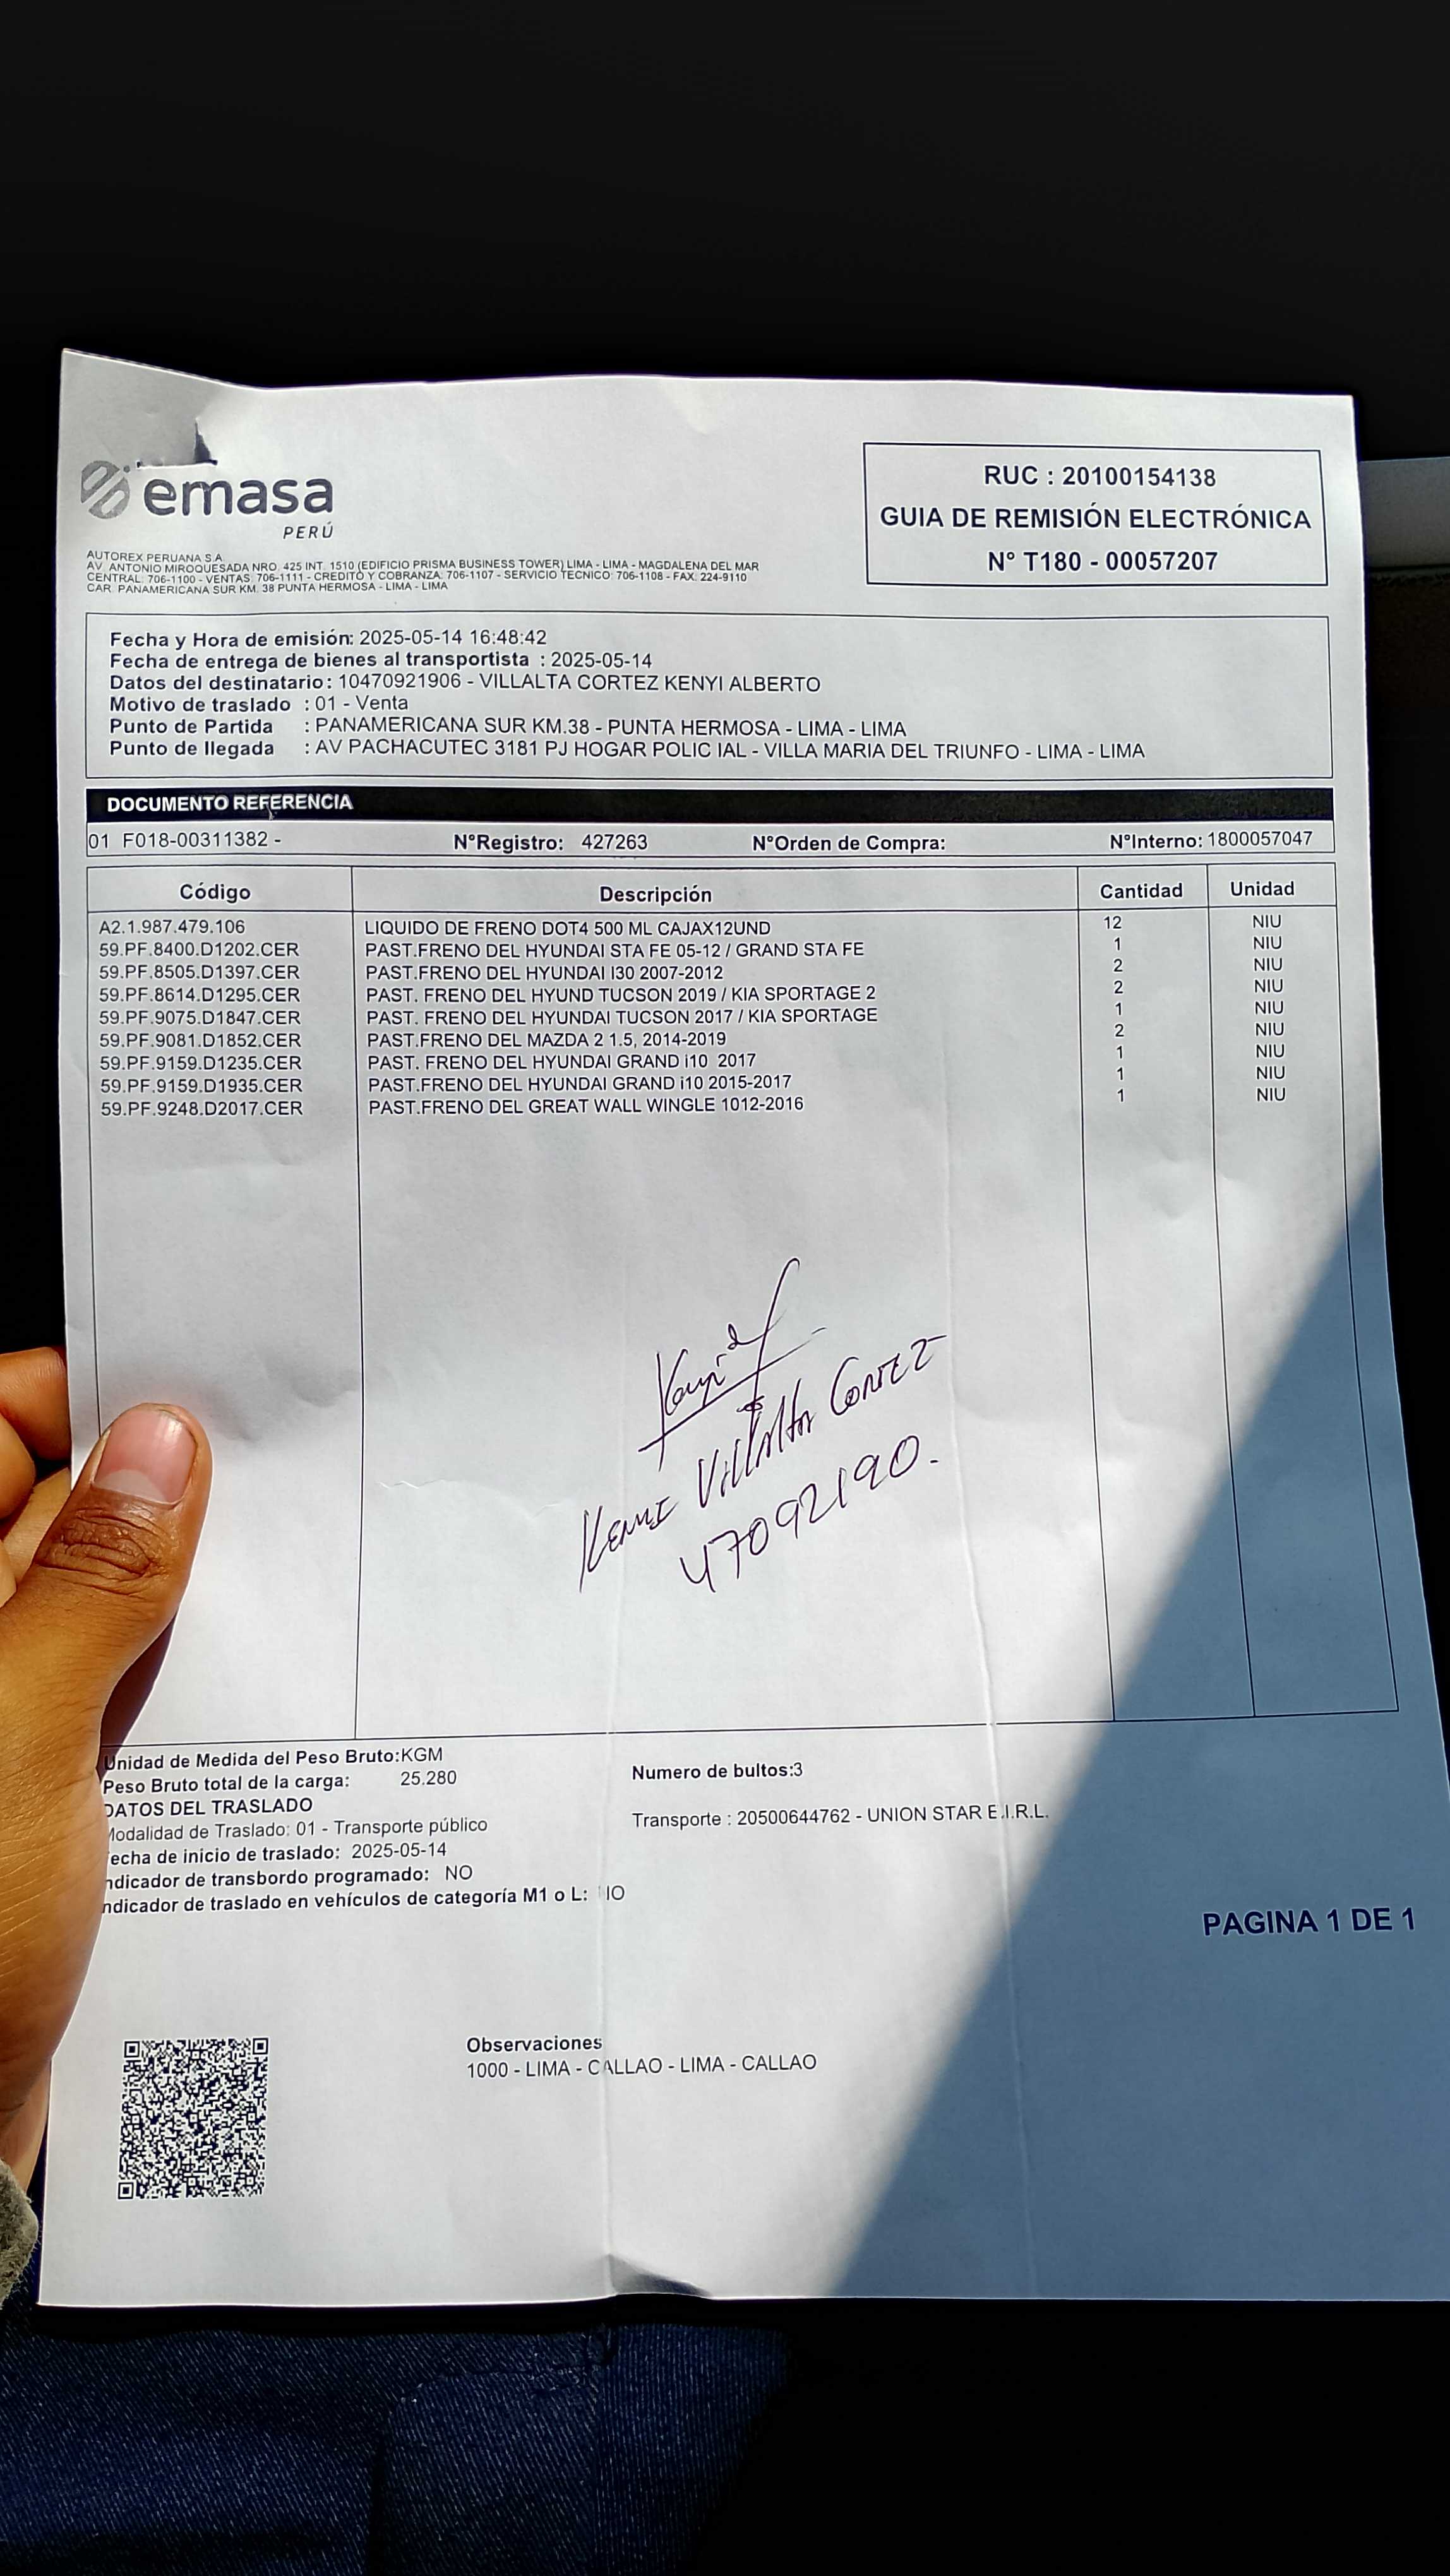 emasa
PERÚ
RUC : 20100154138
GUIA DE REMISIÓN ELECTRÓNICA
N° T180 - 00057207
AUTOREX PERUANA S.A.
AV. ANTONIO MIROQUESADA NRO. 425 INT. 1510 (EDIFICIO PRISMA BUSINESS TOWER) LIMA - LIMA - MAGDALENA DEL MAR
CENTRAL: 706-1100 - VENTAS: 706-1111 - CREDITO Y COBRANZA: 706-1107 - SERVICIO TECNICO: 706-1108 - FAX: 224-9110
CAR. PANAMERICANA SUR KM. 38 PUNTA HERMOSA - LIMA - LIMA
Fecha y Hora de emisión: 2025-05-14 16:48:42
Fecha de entrega de bienes al transportista : 2025-05-14
Datos del destinatario: 10470921906 - VILLALTA CORTEZ KENYI ALBERTO
Motivo de traslado : 01 - Venta
Punto de Partida : PANAMERICANA SUR KM.38 - PUNTA HERMOSA - LIMA - LIMA
Punto de llegada : AV PACHACUTEC 3181 PJ HOGAR POLIC IAL - VILLA MARIA DEL TRIUNFO - LIMA - LIMA
DOCUMENTO REFERENCIA
01 F018-00311382 - N°Registro: 427263 N°Orden de Compra: N°Interno: 1800057047
Código Descripción Cantidad Unidad
A2.1.987.479.106 LIQUIDO DE FRENO DOT4 500 ML CAJAX12UND 12 NIU
59.PF.8400.D1202.CER PAST.FRENO DEL HYUNDAI STA FE 05-12 / GRAND STA FE 1 NIU
59.PF.8505.D1397.CER PAST.FRENO DEL HYUNDAI I30 2007-2012 2 NIU
59.PF.8614.D1295.CER PAST. FRENO DEL HYUND TUCSON 2019 / KIA SPORTAGE 2 2 NIU
59.PF.9075.D1847.CER PAST. FRENO DEL HYUNDAI TUCSON 2017 / KIA SPORTAGE 1 NIU
59.PF.9081.D1852.CER PAST.FRENO DEL MAZDA 2 1.5, 2014-2019 2 NIU
59.PF.9159.D1235.CER PAST. FRENO DEL HYUNDAI GRAND i10 2017 1 NIU
59.PF.9159.D1935.CER PAST.FRENO DEL HYUNDAI GRAND i10 2015-2017 1 NIU
59.PF.9248.D2017.CER PAST.FRENO DEL GREAT WALL WINGLE 1012-2016 1 NIU
Villalta Cortez
47092190.
Unidad de Medida del Peso Bruto:KGM
Peso Bruto total de la carga: 25.280 Numero de bultos:3
DATOS DEL TRASLADO
Modalidad de Traslado: 01 - Transporte público Transporte : 20500644762 - UNION STAR E.I.R.L.
echa de inicio de traslado: 2025-05-14
ndicador de transbordo programado: NO
ndicador de traslado en vehículos de categoría M1 o L: NO
PAGINA 1 DE 1
Observaciones
1000 - LIMA - CALLAO - LIMA - CALLAO